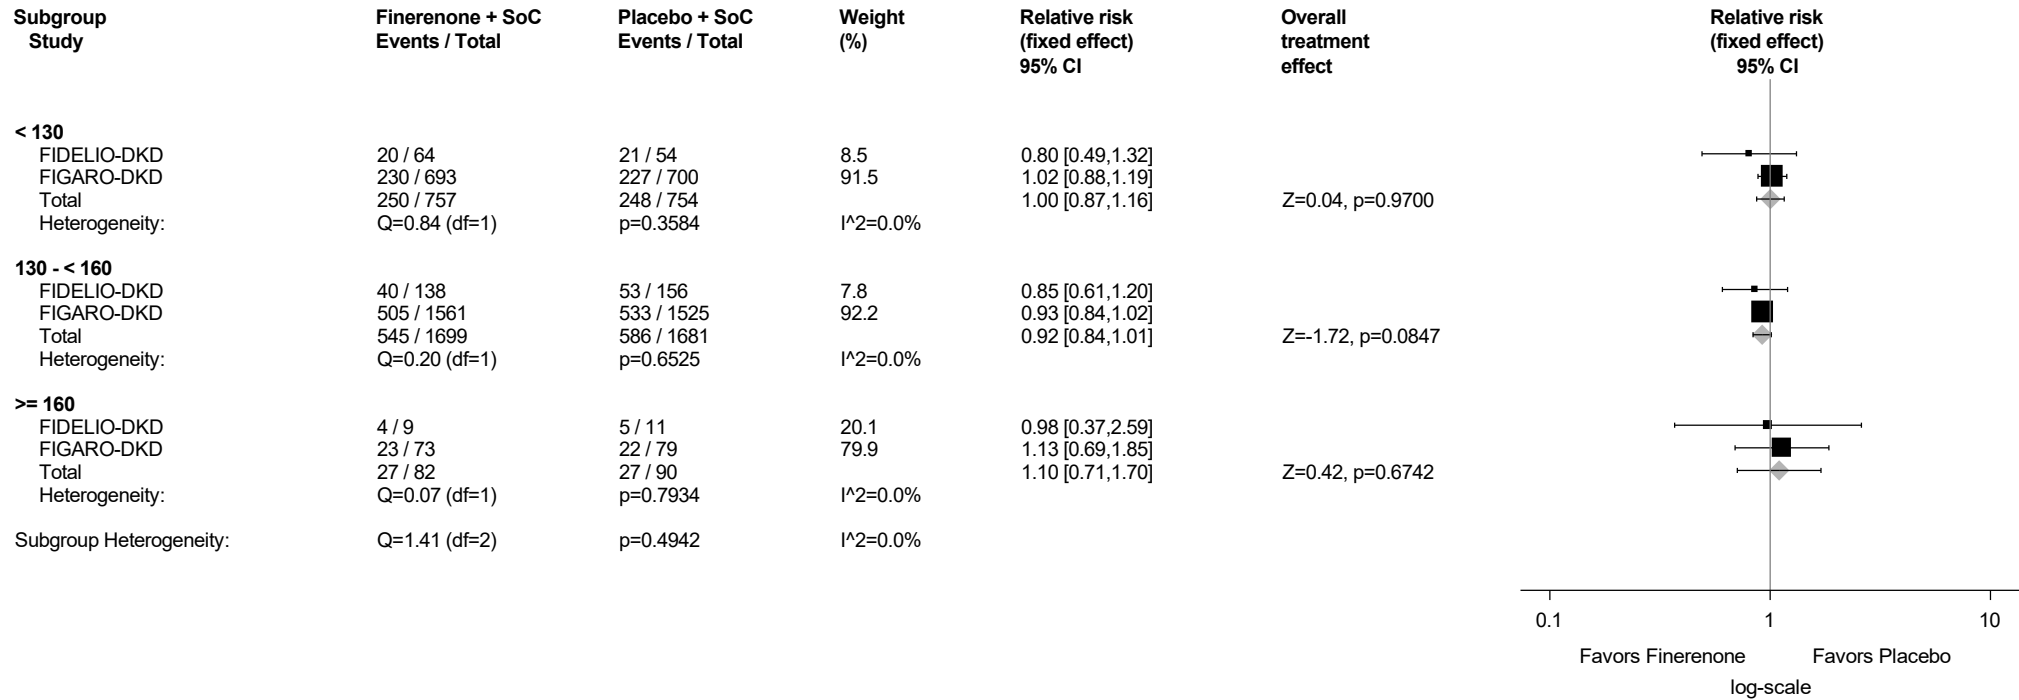 Subgroup Finerenone + SoC Placebo + SoC Weight Relative risk Overall Relative risk
Study Events / Total Events / Total (%) (fixed effect) treatment (fixed effect)
95% CI effect 95% CI
< 130
FIDELIO-DKD 20 / 64 21 / 54 8.5 0.80 [0.49,1.32]
FIGARO-DKD 230 / 693 227 / 700 91.5 1.02 [0.88,1.19]
Total 250 / 757 248 / 754 1.00 [0.87,1.16] Z=0.04, p=0.9700
Heterogeneity: Q=0.84 (df=1) p=0.3584 I^2=0.0%
130 - < 160
FIDELIO-DKD 40 / 138 53 / 156 7.8 0.85 [0.61,1.20]
FIGARO-DKD 505 / 1561 533 / 1525 92.2 0.93 [0.84,1.02]
Total 545 / 1699 586 / 1681 0.92 [0.84,1.01] Z=-1.72, p=0.0847
Heterogeneity: Q=0.20 (df=1) p=0.6525 I^2=0.0%
>= 160
FIDELIO-DKD 4 / 9 5 / 11 20.1 0.98 [0.37,2.59]
FIGARO-DKD 23 / 73 22 / 79 79.9 1.13 [0.69,1.85]
Total 27 / 82 27 / 90 1.10 [0.71,1.70] Z=0.42, p=0.6742
Heterogeneity: Q=0.07 (df=1) p=0.7934 I^2=0.0%
Subgroup Heterogeneity: Q=1.41 (df=2) p=0.4942 I^2=0.0%
0.1 1 10
Favors Finerenone Favors Placebo
log-scale